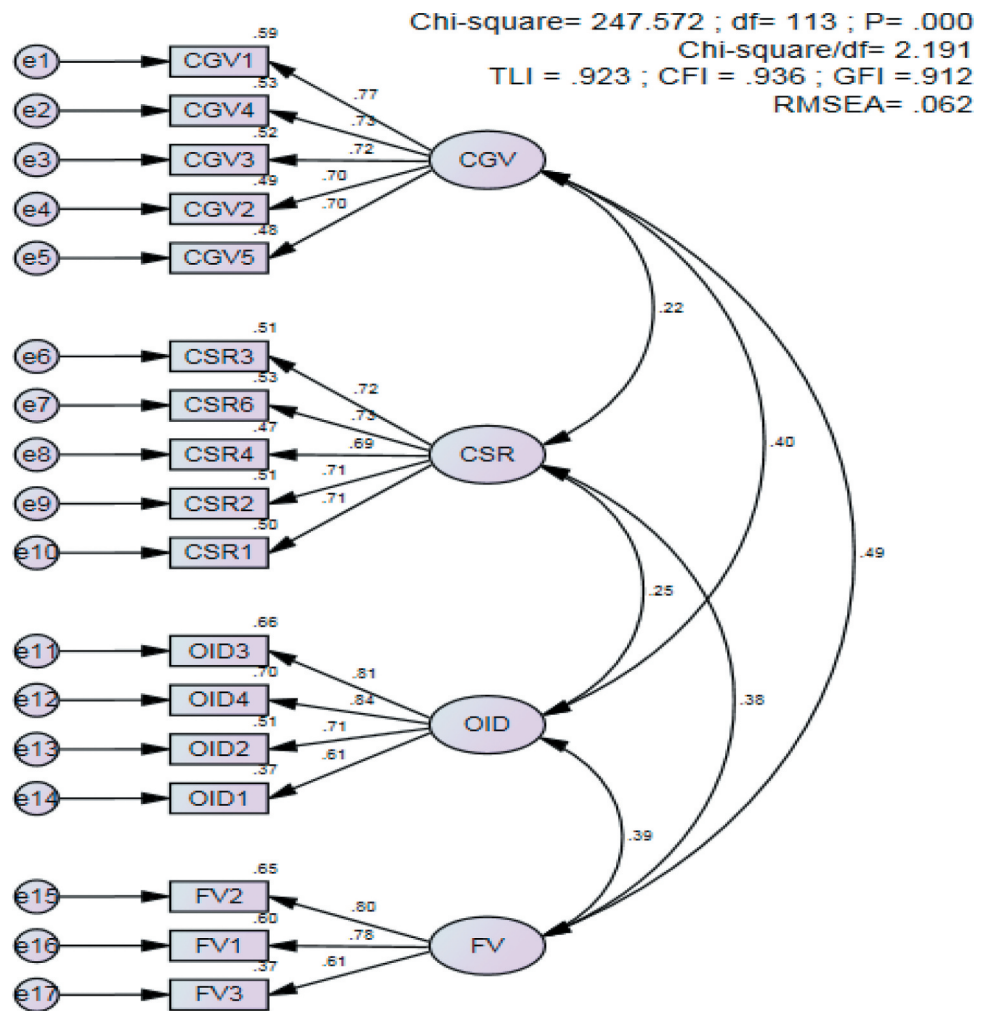 Chi-square= 247.572 ; df= 113 ; P= .000
Chi-square/df= 2.191
TLI = .923 ; CFI = .936 ; GFI =.912
RMSEA= .062
.59
e1 CGV1
.77
.53
e2 CGV4
.73
.52
e3 CGV3
.72
CGV
.49
e4 CGV2
.70
.70
.48
e5 CGV5
.22
.51
e6 CSR3
.72
.53
e7 CSR6
.73
.47
e8 CSR4
.69
CSR
.40
.51
e9 CSR2
.71
.71
.50
e10 CSR1
.49
.25
.66
e11 OID3
.81
.70
e12 OID4
.84
.38
.51
OID
e13 OID2
.71
.61
.37
e14 OID1
.39
.65
e15 FV2
.80
.60
e16 FV1
.78
FV
.37
.61
e17 FV3